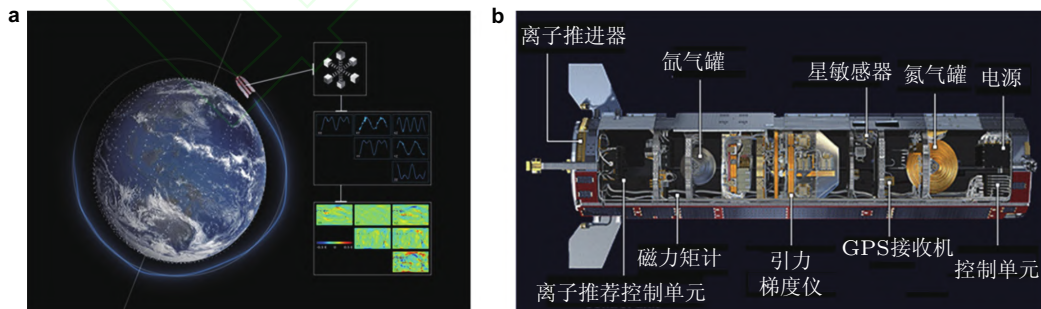 a
b
离子推进器
氙气罐
星敏感器
氮气罐
电源
磁力矩计
引力
梯度仪
GPS接收机
控制单元
离子推荐控制单元